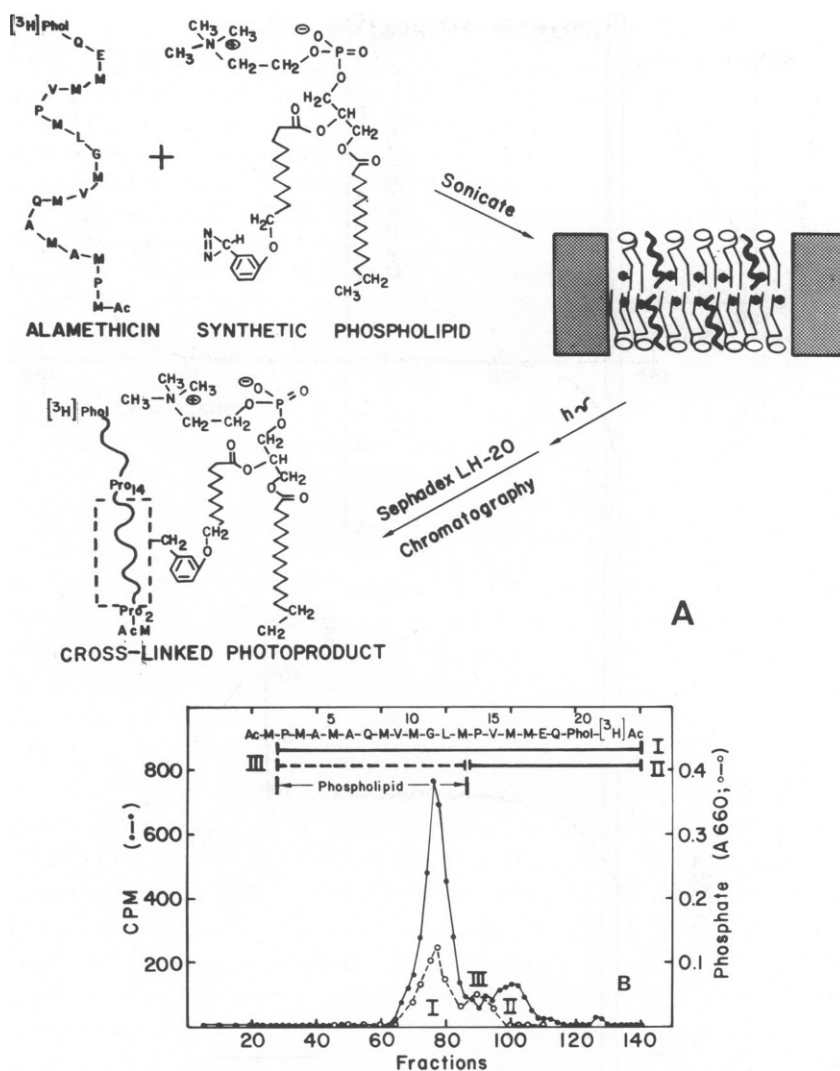 [³H]Phol
Q
E
M
M
V
P
M
L
G
M
V
Q
A
M
A
M
P
M-Ac
+
CH₃
CH₃
CH₃
N
⊕
CH₂
CH₂
O
⊖
O
P
O
O
H₂C
CH
CH₂
O
O
O
O
H₂C
O
N
N
C-H
CH₂
CH₃
ALAMETHICIN
SYNTHETIC PHOSPHOLIPID
Sonicate
hν
Sephadex LH-20
Chromatography
[³H]Phol
Pro₁₄
Pro₂
AcM
CH₂
O
CH₂
CH₃
CH₃
CH₃
N
⊕
CH₂
CH₂
O
⊖
O
P
O
O
CH₂
CH
CH₂
O
O
O
O
CH₂
CH₂
CROSS-LINKED PHOTOPRODUCT
A
5 10 15 20
Ac-M-P-M-A-M-A-Q-M-V-M-G-L-M-P-V-M-M-E-Q-Phol-[³H]Ac
I
III
II
Phospholipid
800
600
400
200
0
CPM (•—•)
0.4
0.3
0.2
0.1
0
Phosphate (A 660; o—o)
I
III
II
B
0 20 40 60 80 100 120 140
Fractions